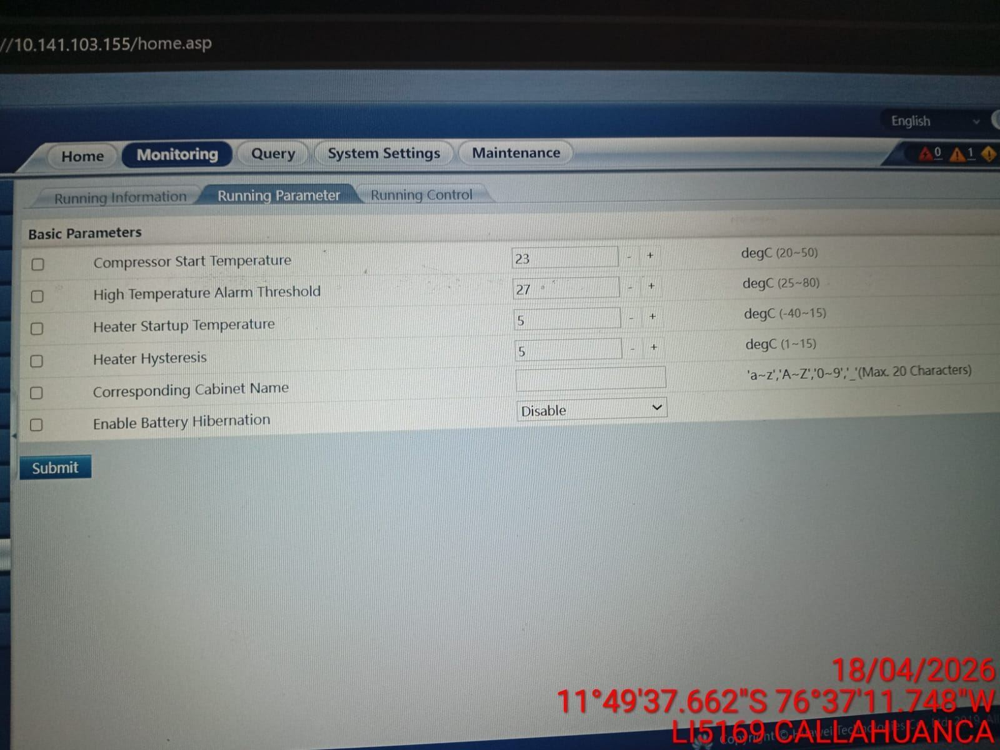 //10.141.103.155/home.asp
English
Home Monitoring Query System Settings Maintenance
0 1
Running Information Running Parameter Running Control
Basic Parameters
Compressor Start Temperature 23 - + degC (20~50)
High Temperature Alarm Threshold 27 - + degC (25~80)
Heater Startup Temperature 5 - + degC (-40~15)
Heater Hysteresis 5 - + degC (1~15)
Corresponding Cabinet Name 'a~z','A~Z','0~9','_'(Max. 20 Characters)
Enable Battery Hibernation Disable
Submit
18/04/2026
11°49'37.662"S 76°37'11.748"W
LI5169 CALLAHUANCA
Copyright ©